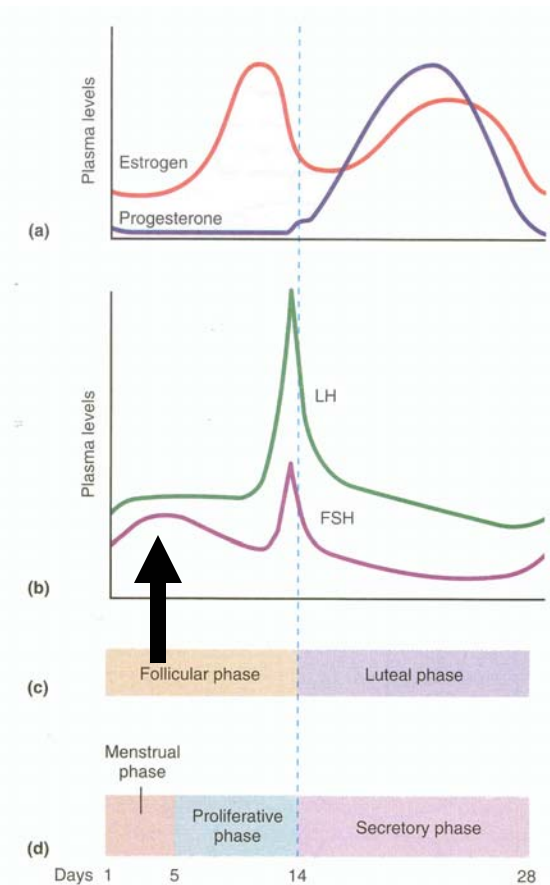 Plasma levels
Estrogen
Progesterone
(a)
Plasma levels
LH
FSH
(b)
Follicular phase
Luteal phase
(c)
Menstrual
phase
Proliferative
phase
Secretory phase
(d)
Days 1 5 14 28